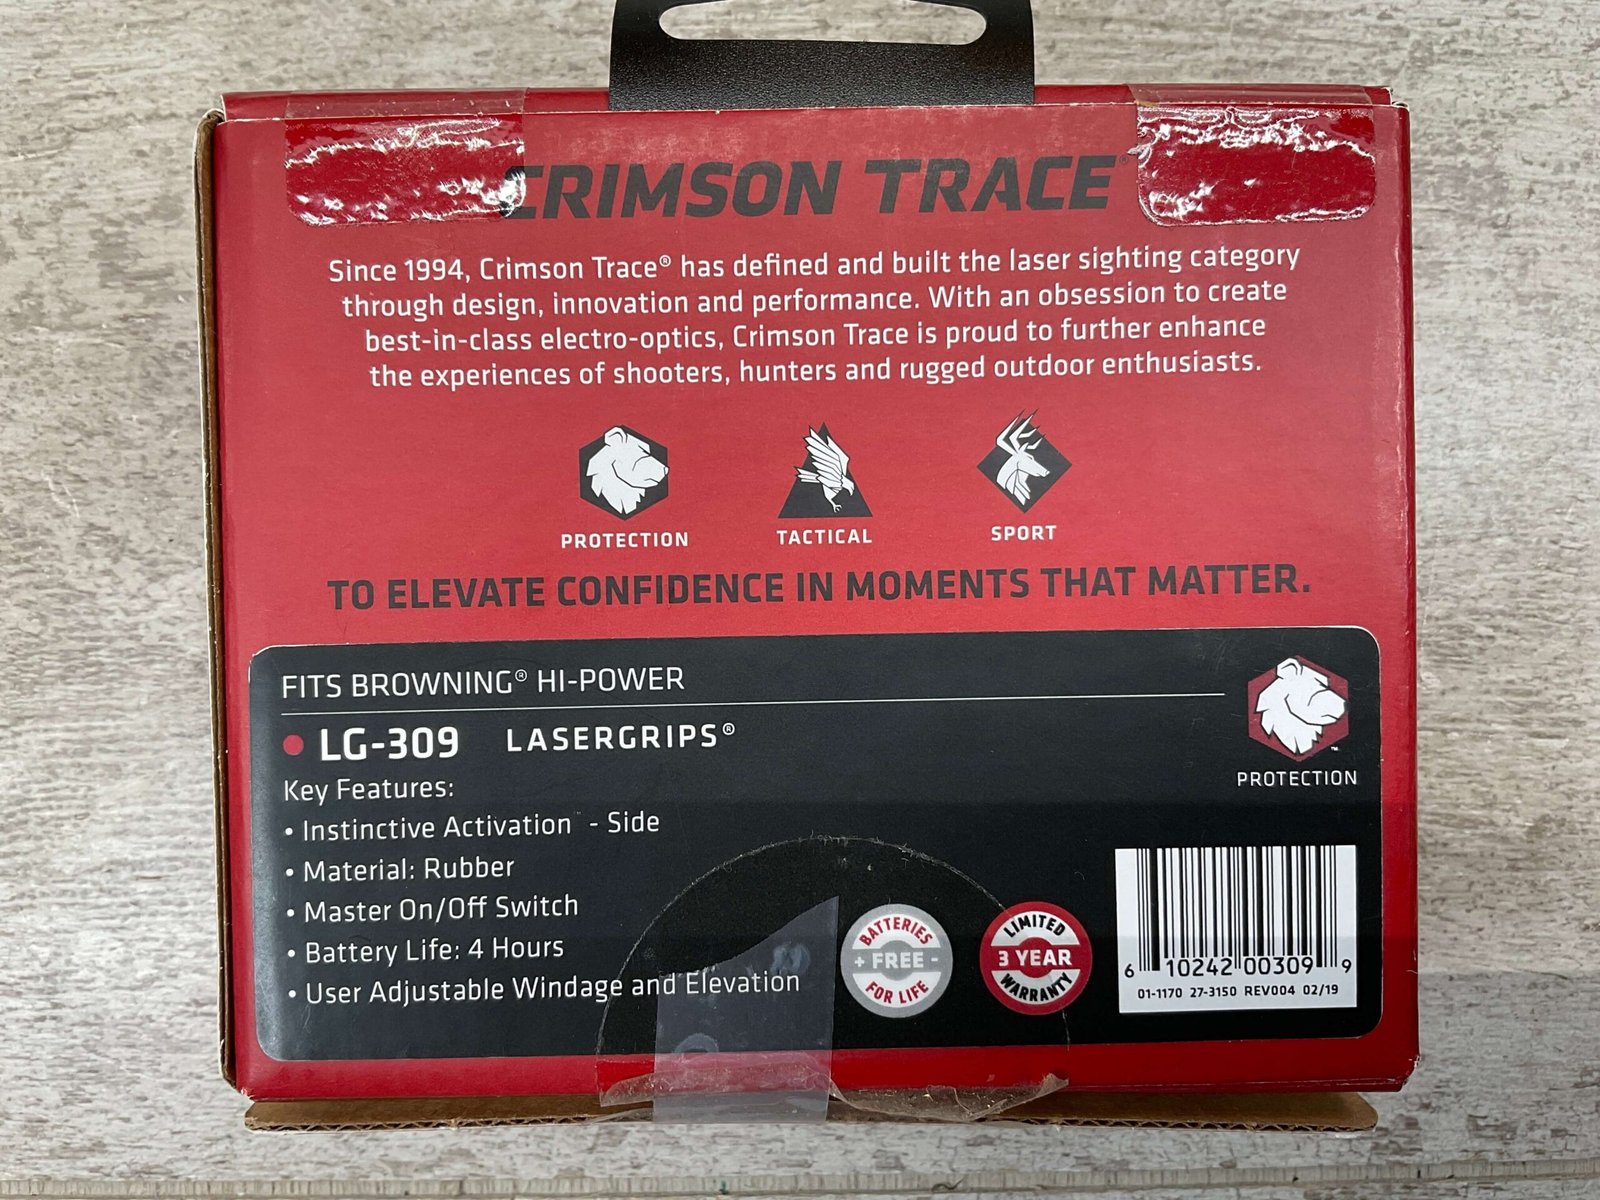 CRIMSON TRACE®
Since 1994, Crimson Trace® has defined and built the laser sighting category
through design, innovation and performance. With an obsession to create
best-in-class electro-optics, Crimson Trace is proud to further enhance
the experiences of shooters, hunters and rugged outdoor enthusiasts.
PROTECTION
TACTICAL
SPORT
TO ELEVATE CONFIDENCE IN MOMENTS THAT MATTER.
FITS BROWNING® HI-POWER
• LG-309 LASERGRIPS®
PROTECTION
Key Features:
• Instinctive Activation™ - Side
• Material: Rubber
• Master On/Off Switch
• Battery Life: 4 Hours
• User Adjustable Windage and Elevation
BATTERIES
+ FREE -
FOR LIFE
LIMITED
3 YEAR
WARRANTY
6 10242 00309 9
01-1170 27-3150 REV004 02/19